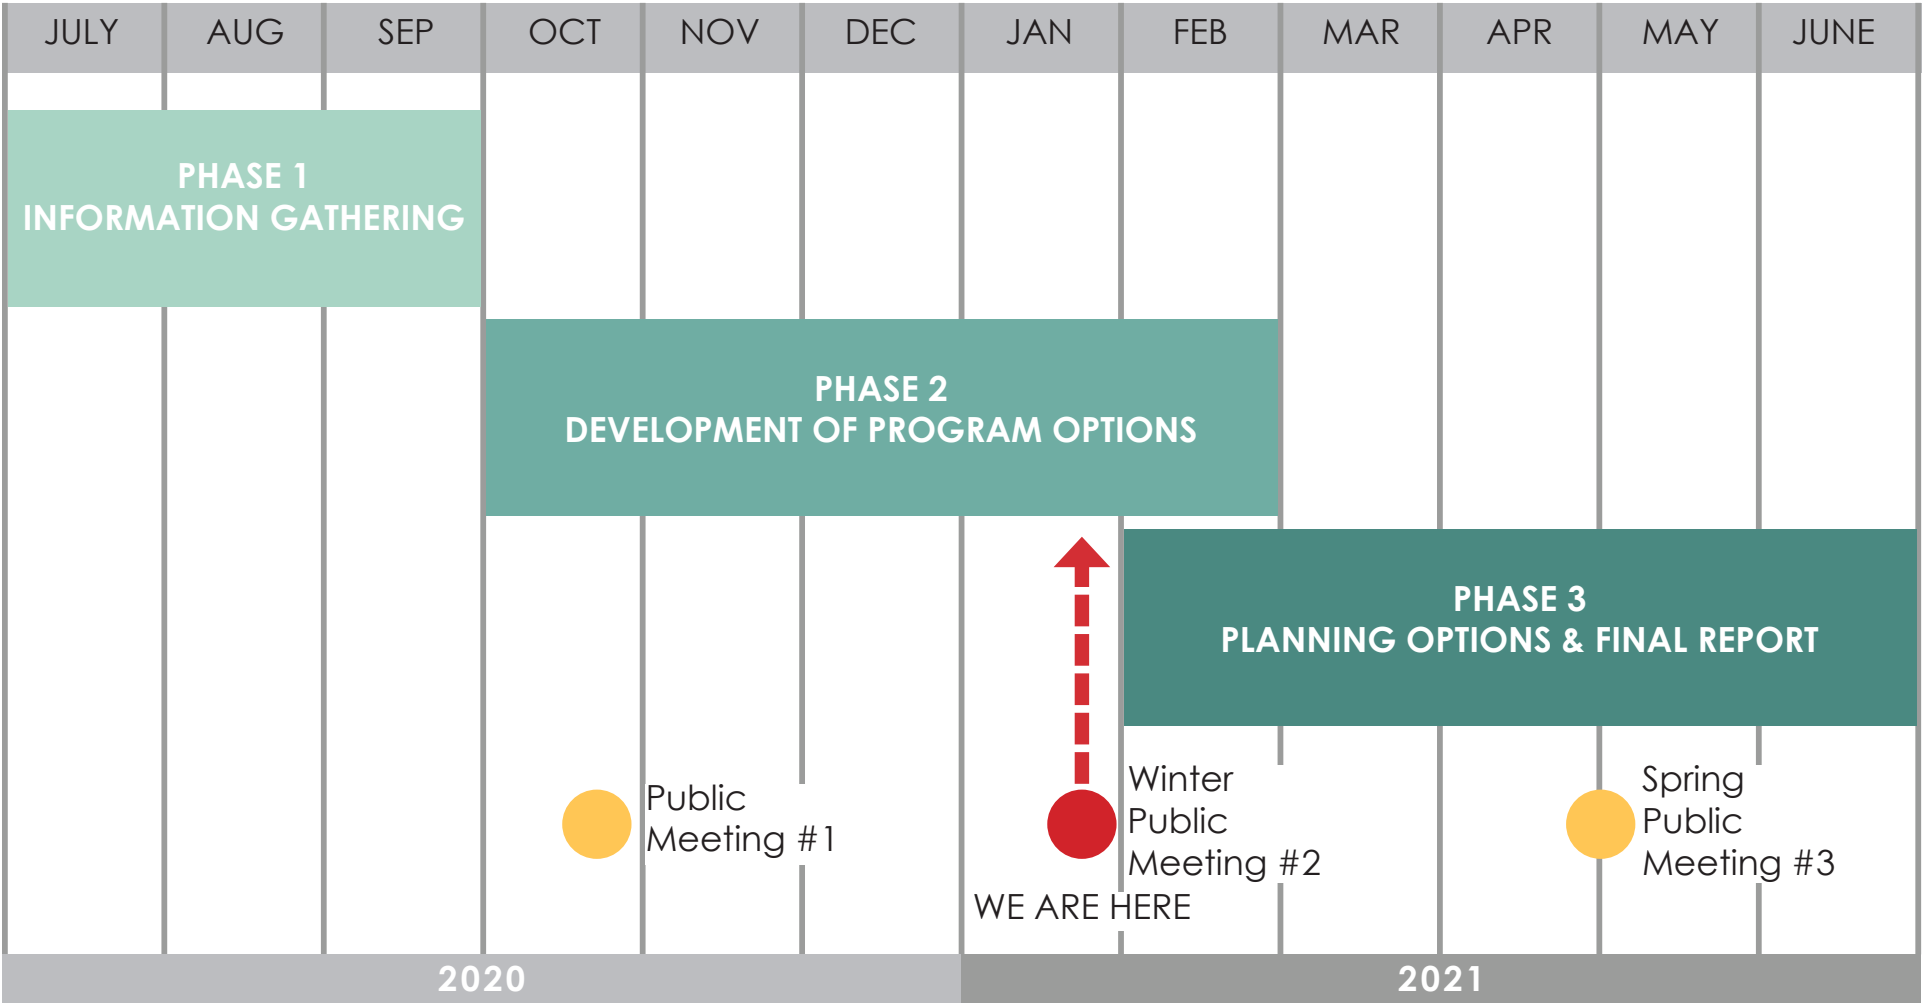 JULY AUG SEP OCT NOV DEC JAN FEB MAR APR MAY JUNE
PHASE 1
INFORMATION GATHERING
PHASE 2
DEVELOPMENT OF PROGRAM OPTIONS
PHASE 3
PLANNING OPTIONS & FINAL REPORT
Public
Meeting #1
Winter
Public
Meeting #2
WE ARE HERE
Spring
Public
Meeting #3
2020 2021